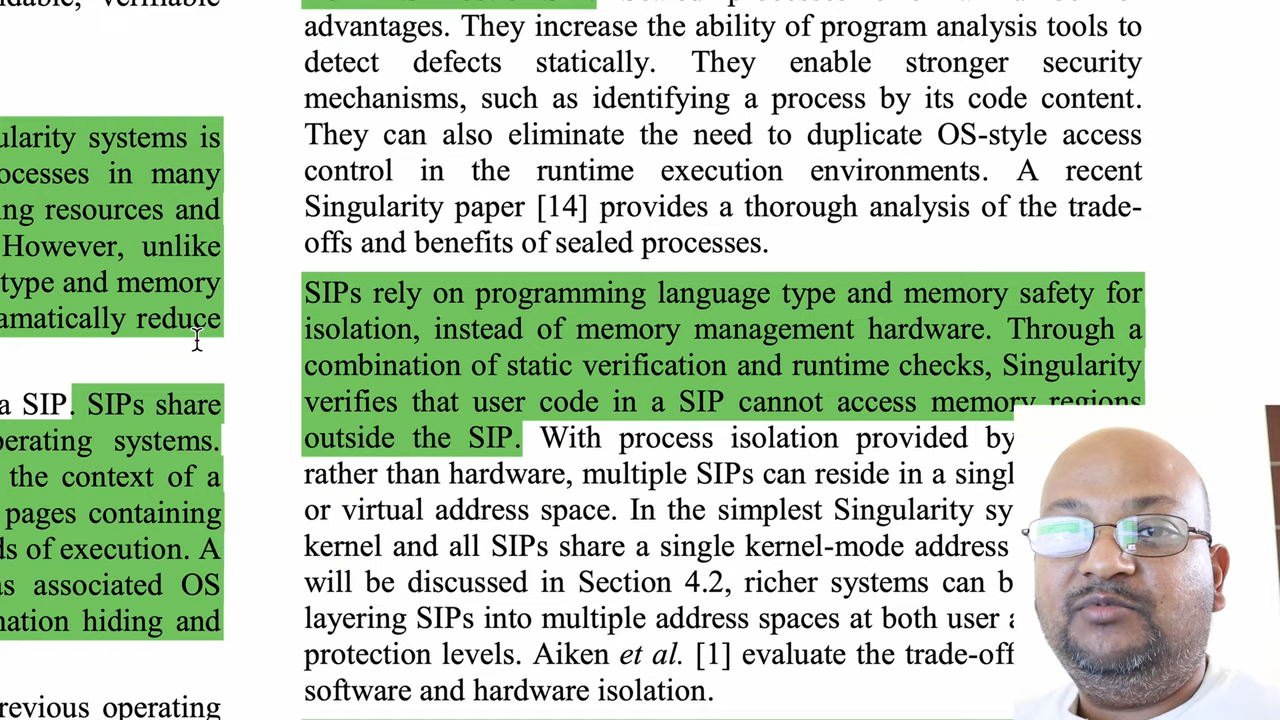 verifiable
ularity systems is
ocesses in many
ing resources and
However, unlike
type and memory
amatically reduce
a SIP. SIPs share
perating systems.
the context of a
pages containing
ds of execution. A
as associated OS
mation hiding and
revious operating
advantages. They increase the ability of program analysis tools to
detect defects statically. They enable stronger security
mechanisms, such as identifying a process by its code content.
They can also eliminate the need to duplicate OS-style access
control in the runtime execution environments. A recent
Singularity paper [14] provides a thorough analysis of the trade-
offs and benefits of sealed processes.
SIPs rely on programming language type and memory safety for
isolation, instead of memory management hardware. Through a
combination of static verification and runtime checks, Singularity
verifies that user code in a SIP cannot access memory regions
outside the SIP. With process isolation provided by
rather than hardware, multiple SIPs can reside in a singl
or virtual address space. In the simplest Singularity sy
kernel and all SIPs share a single kernel-mode address
will be discussed in Section 4.2, richer systems can b
layering SIPs into multiple address spaces at both user a
protection levels. Aiken et al. [1] evaluate the trade-off
software and hardware isolation.